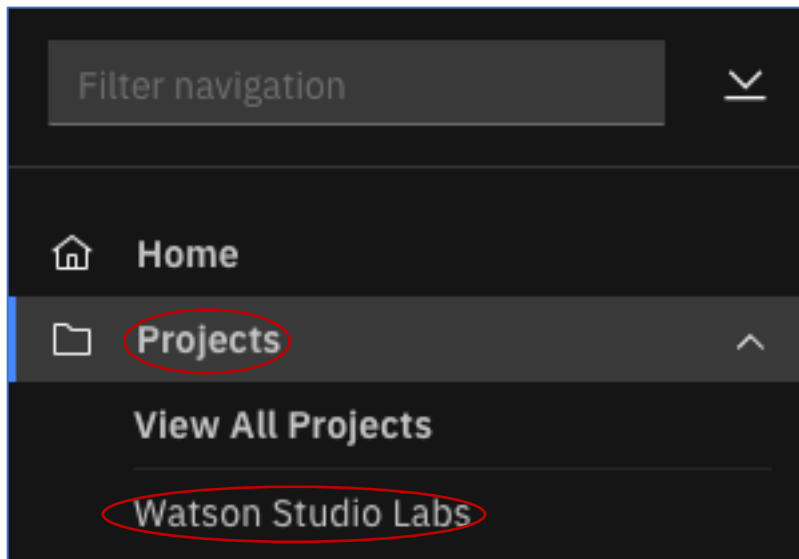 Filter navigation
Home
Projects
View All Projects
Watson Studio Labs